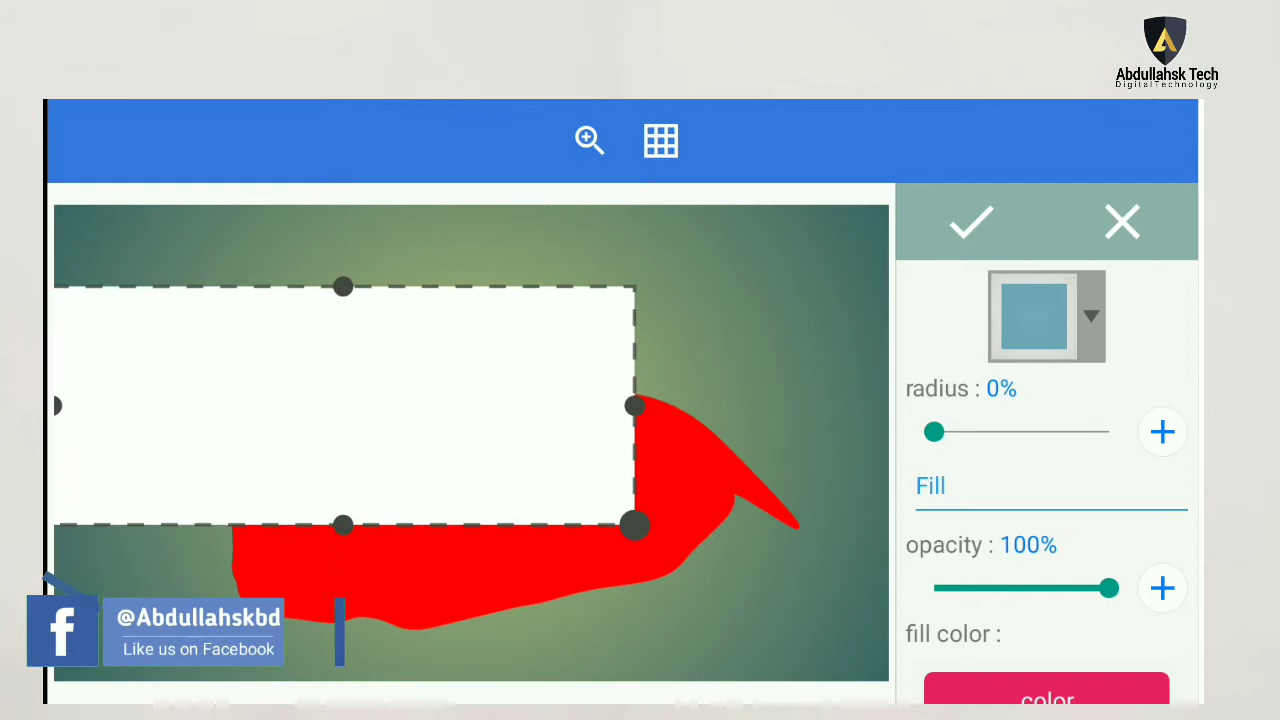 Abdullahsk Tech
DigitalTechnology
radius : 0%
Fill
opacity : 100%
fill color :
color
@Abdullahskbd
Like us on Facebook